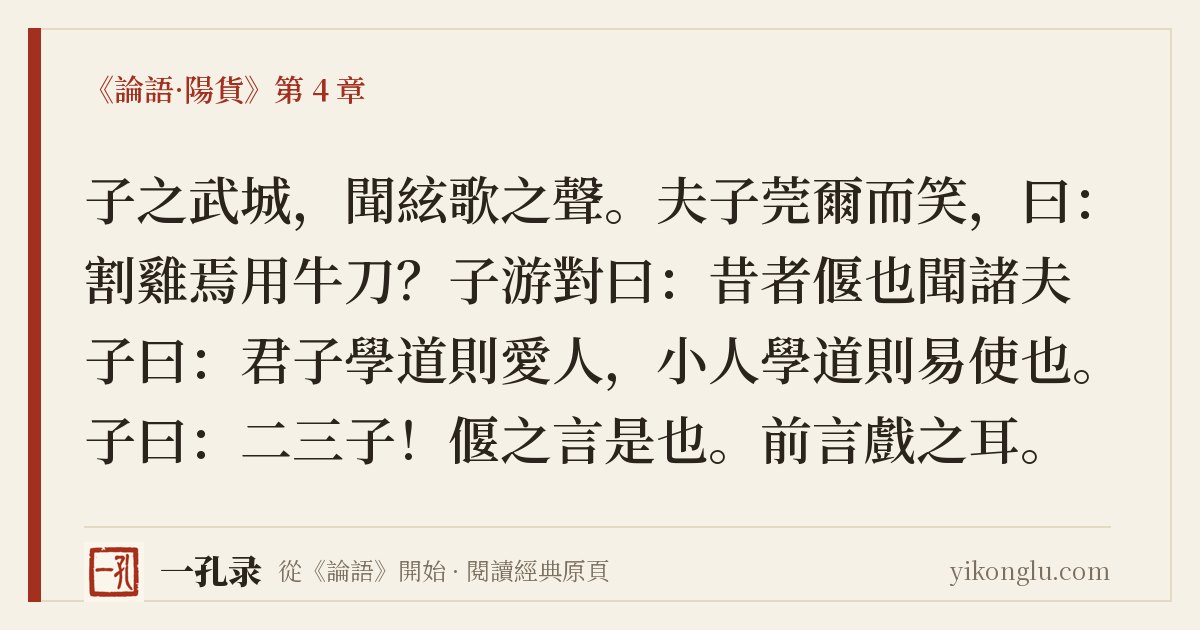 《論語·陽貨》第 4 章
子之武城，聞絃歌之聲。夫子莞爾而笑，曰：
割雞焉用牛刀？子游對曰：昔者偃也聞諸夫
子曰：君子學道則愛人，小人學道則易使也。
子曰：二三子！偃之言是也。前言戲之耳。
一孔
一孔录 從《論語》開始 · 閱讀經典原頁 yikonglu.com